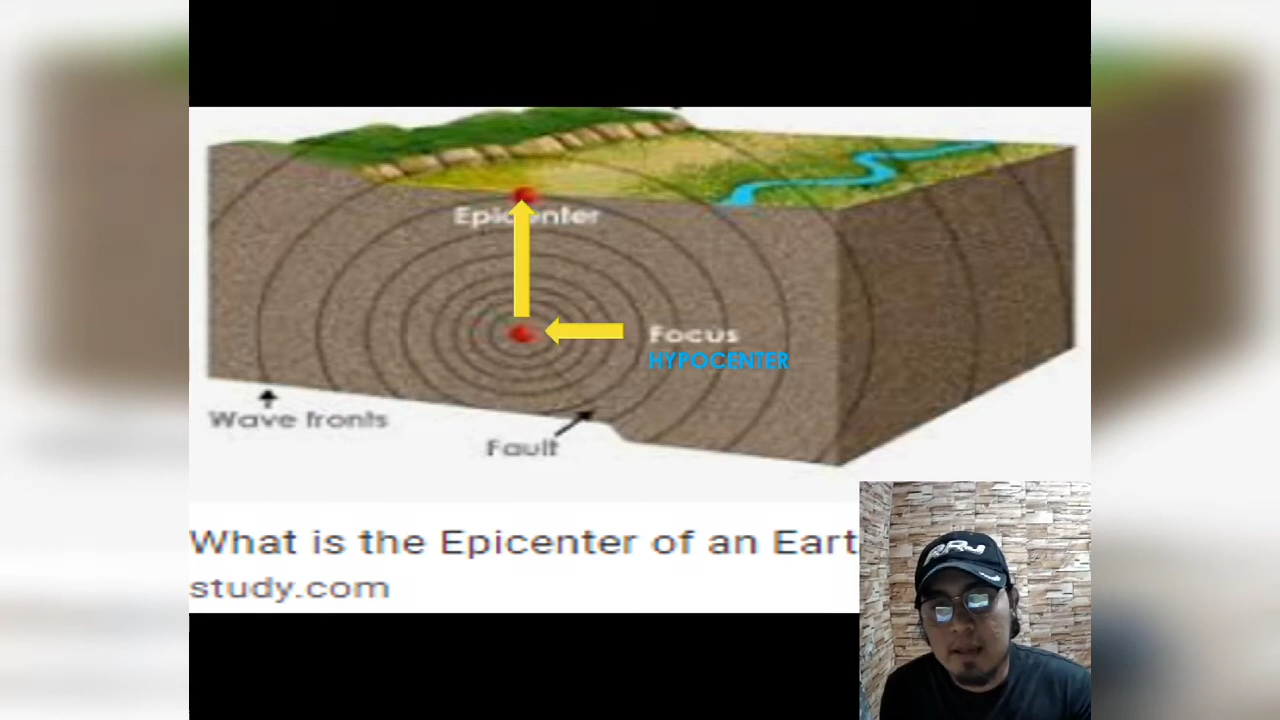 Epicenter
Focus
HYPOCENTER
Wave fronts
Fault
What is the Epicenter of an Eart
study.com